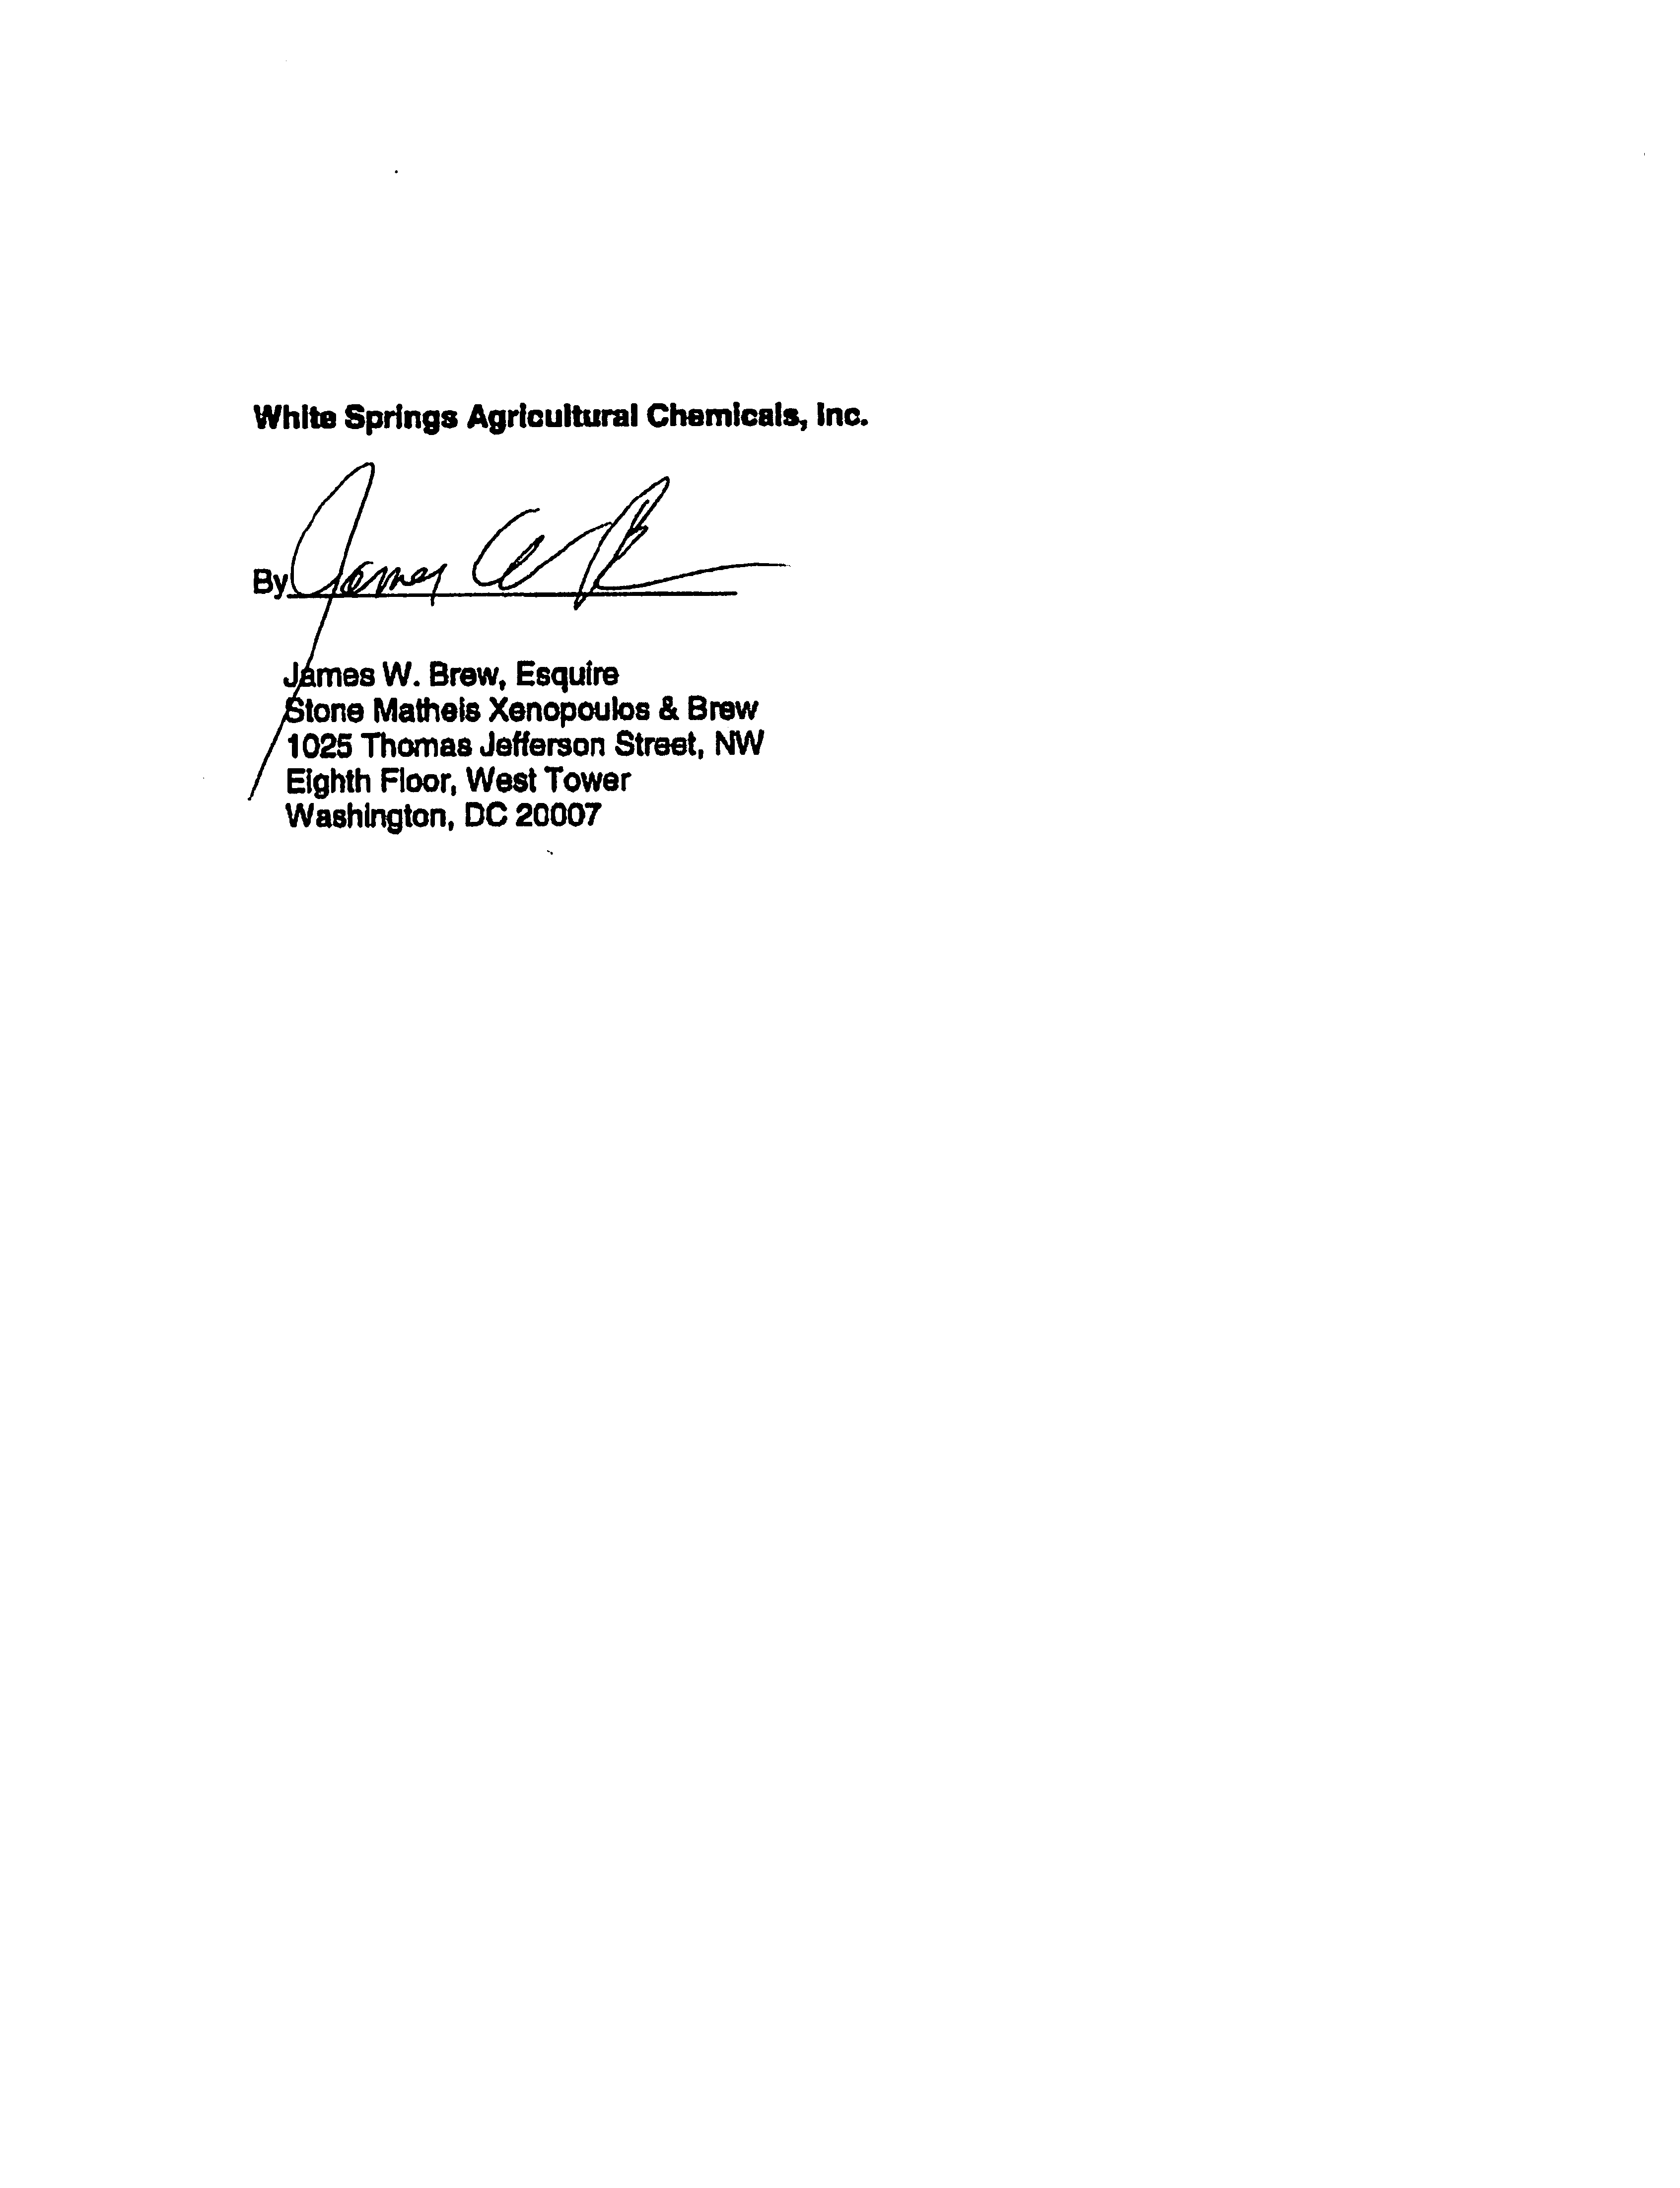 White Springs Agricultural Chemicals, Inc.
By James
James W. Brew, Esquire
Stone Matheis Xenopoulos & Brew
1025 Thomas Jefferson Street, NW
Eighth Floor, West Tower
Washington, DC 20007